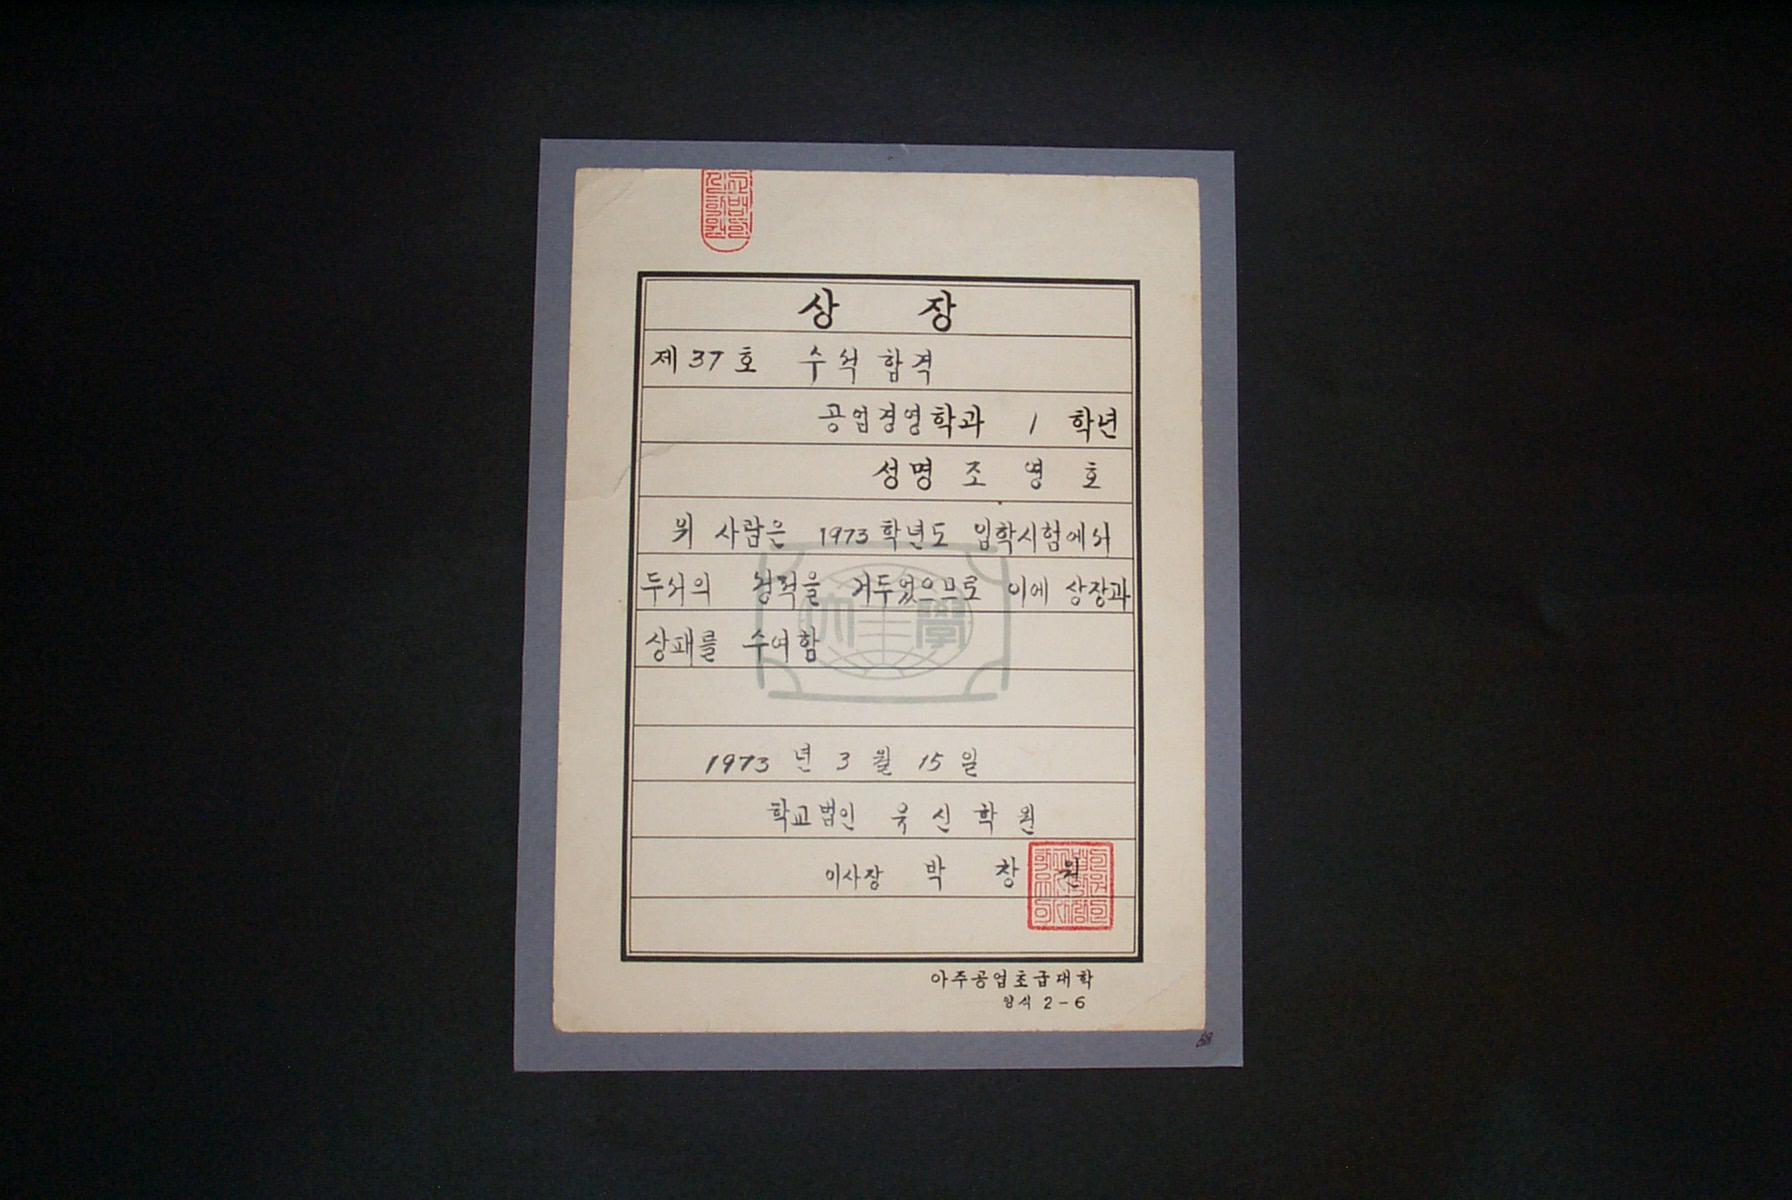 상 장
제 37 호 수석 합격
공업경영학과 1 학년
성명 조 영 호
위 사람은 1973 학년도 입학시험에서
두서의 성적을 거두었으므로 이에 상장과
상패를 수여함
大 學
1973 년 3 월 15 일
학교법인 유신학원
이사장 박 창 원
아주공업초급대학
양식 2-6